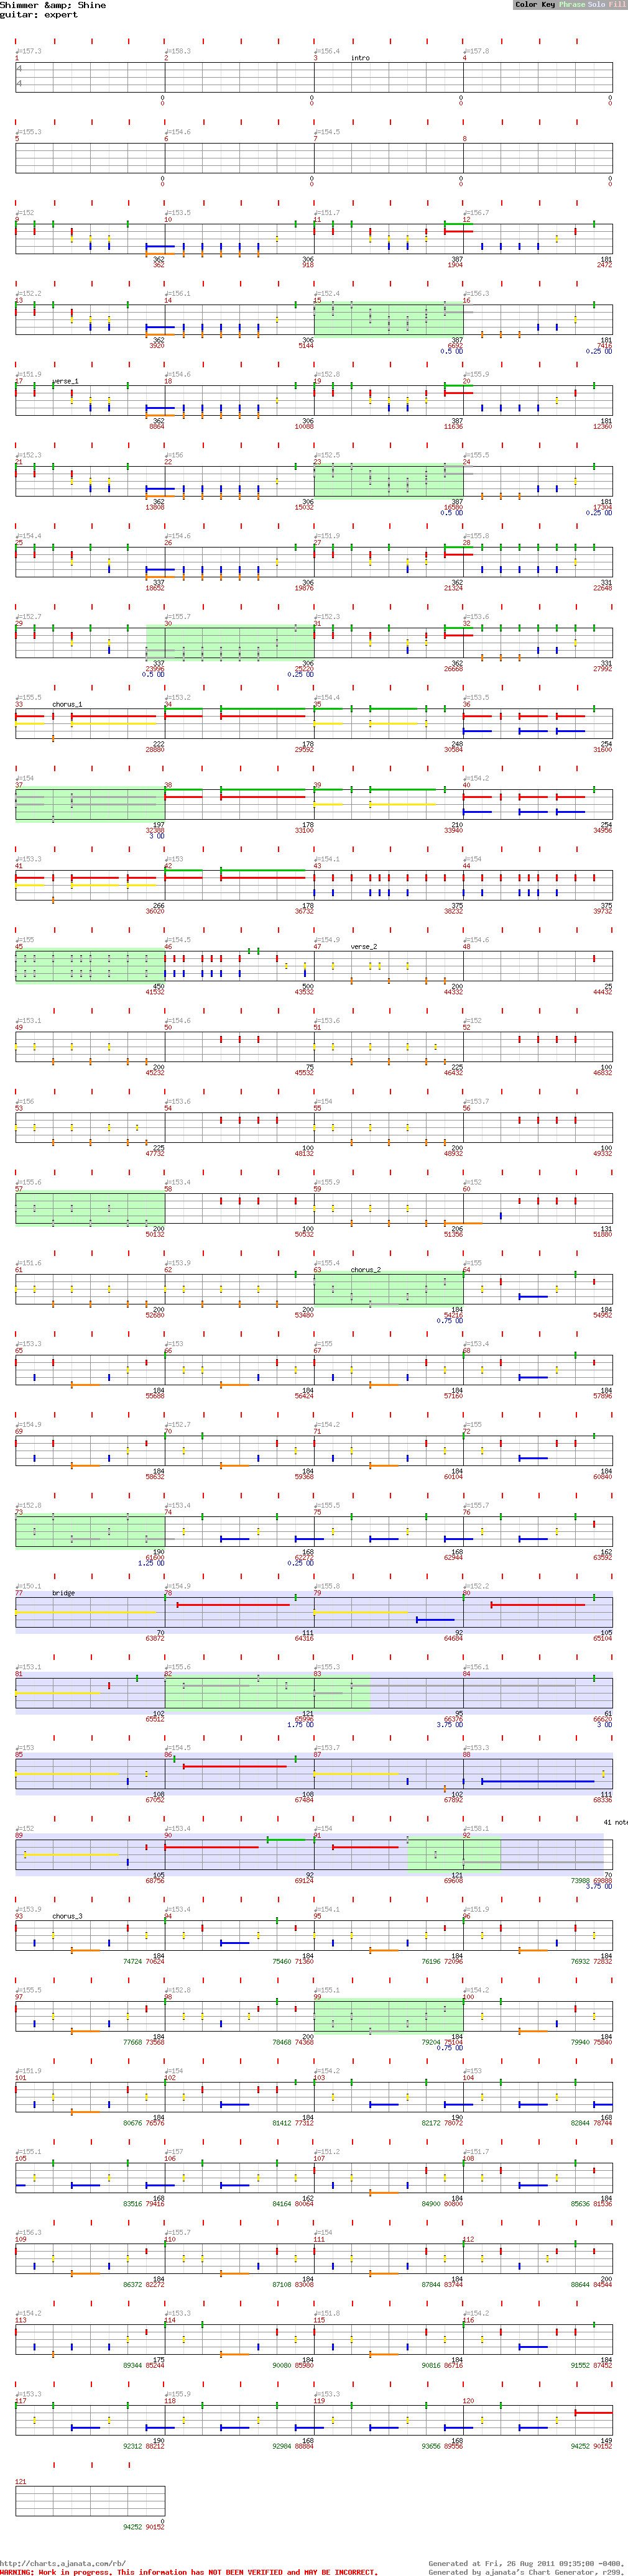 Shimmer &amp; Shine
guitar: expert
Color Key Phrase Solo Fill
♩=157.3 ♩=158.3 ♩=156.4 ♩=157.8
1 2 3 intro 4
4
4
0 0 0 0
0 0 0 0
♩=155.3 ♩=154.6 ♩=154.5
5 6 7 8
0 0 0 0
0 0 0 0
♩=152 ♩=153.5 ♩=151.7 ♩=156.7
9 10 11 12
362 306 387 181
362 918 1904 2472
♩=152.2 ♩=156.1 ♩=152.4 ♩=156.3
13 14 15 16
362 306 387 181
3920 5144 6692 7416
0.5 OD 0.25 OD
♩=151.9 ♩=154.6 ♩=152.8 ♩=155.9
17 verse_1 18 19 20
362 306 387 181
8864 10088 11636 12360
♩=152.3 ♩=156 ♩=152.5 ♩=155.5
21 22 23 24
362 306 387 181
13808 15032 16580 17304
0.5 OD 0.25 OD
♩=154.4 ♩=154.6 ♩=151.9 ♩=155.8
25 26 27 28
337 306 362 331
18652 19876 21324 22648
♩=152.7 ♩=155.7 ♩=152.3 ♩=153.6
29 30 31 32
337 306 362 331
23996 25220 26668 27992
0.5 OD 0.25 OD
♩=155.5 ♩=153.2 ♩=154.4 ♩=153.5
33 chorus_1 34 35 36
222 178 248 254
28880 29592 30584 31600
♩=154 ♩=154.2
37 38 39 40
197 178 210 254
32388 33100 33940 34956
3 OD
♩=153.3 ♩=153 ♩=154.1 ♩=154
41 42 43 44
266 178 375 375
36020 36732 38232 39732
♩=155 ♩=154.5 ♩=154.7 ♩=154.6
45 46 47 verse_2 48
450 500 200 25
41532 43532 44332 44432
♩=153.1 ♩=154.6 ♩=153.6 ♩=152
49 50 51 52
200 75 225 100
45232 45532 46432 46832
♩=156 ♩=153.6 ♩=154 ♩=153.7
53 54 55 56
225 100 200 100
47732 48132 48932 49332
♩=155.6 ♩=153.4 ♩=155.9 ♩=152
57 58 59 60
200 100 206 131
50132 50532 51356 51880
♩=151.6 ♩=153.9 ♩=155.4 ♩=155
61 62 63 chorus_2 64
200 200 184 184
52680 53480 54216 54952
0.75 OD
♩=153.3 ♩=153 ♩=155 ♩=153.4
65 66 67 68
184 184 184 184
55688 56424 57160 57896
♩=154.9 ♩=152.7 ♩=154.2 ♩=155
69 70 71 72
184 184 184 184
58632 59368 60104 60840
♩=152.8 ♩=153.4 ♩=155.5 ♩=155.7
73 74 75 76
190 168 168 162
61600 62272 62944 63592
1.25 OD 0.25 OD
♩=150.1 ♩=154.9 ♩=155.8 ♩=152.2
77 bridge 78 79 80
70 111 92 105
63872 64316 64684 65104
♩=153.1 ♩=155.6 ♩=155.3 ♩=156.1
81 82 83 84
102 121 95 61
65512 65996 66376 66620
1.75 OD 3.75 OD 3 OD
♩=153 ♩=154.5 ♩=153.7 ♩=153.3
85 86 87 88
108 108 102 111
67052 67484 67892 68336
♩=152 ♩=153.4 ♩=154 ♩=158.1
89 90 91 92 41 note
105 92 121 70
68756 69124 69608 73988 69888
3.75 OD
♩=153.9 ♩=153.4 ♩=154.1 ♩=151.9
93 chorus_3 94 95 96
184 184 184 184
74724 70624 75460 71360 76196 72096 76932 72832
♩=155.5 ♩=152.8 ♩=155.1 ♩=154.2
97 98 99 100
184 200 184 184
77668 73568 78468 74368 79204 75104 79940 75840
0.75 OD
♩=151.9 ♩=154 ♩=154.2 ♩=153
101 102 103 104
184 184 190 168
80676 76576 81412 77312 82172 78072 82844 78744
♩=155.1 ♩=157 ♩=151.2 ♩=151.7
105 106 107 108
168 162 184 184
83516 79416 84164 80064 84900 80800 85636 81536
♩=156.3 ♩=155.7 ♩=154
109 110 111 112
184 184 184 200
86372 82272 87108 83008 87844 83744 88644 84544
♩=154.2 ♩=153.3 ♩=151.8 ♩=154.2
113 114 115 116
175 184 184 184
89344 85244 90080 85980 90816 86716 91552 87452
♩=153.3 ♩=155.9 ♩=153.3
117 118 119 120
190 168 168 149
92312 88212 92984 88884 93656 89556 94252 90152
121
0
94252 90152
http://charts.ajanata.com/rb/
WARNING: Work in progress. This information has NOT BEEN VERIFIED and MAY BE INCORRECT.
Generated at Fri, 26 Aug 2011 09:35:00 -0400.
Generated by ajanata's Chart Generator, r299.